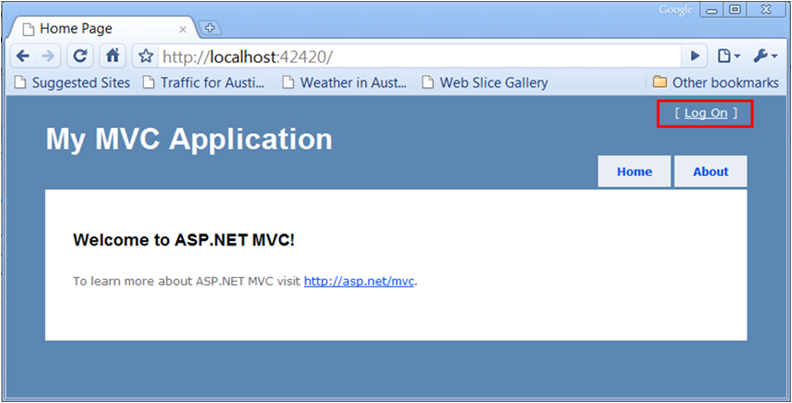 Google
Home Page
http://localhost:42420/
Suggested Sites Traffic for Austi... Weather in Aust... Web Slice Gallery Other bookmarks
[ Log On ]
My MVC Application
Home About
Welcome to ASP.NET MVC!
To learn more about ASP.NET MVC visit http://asp.net/mvc.